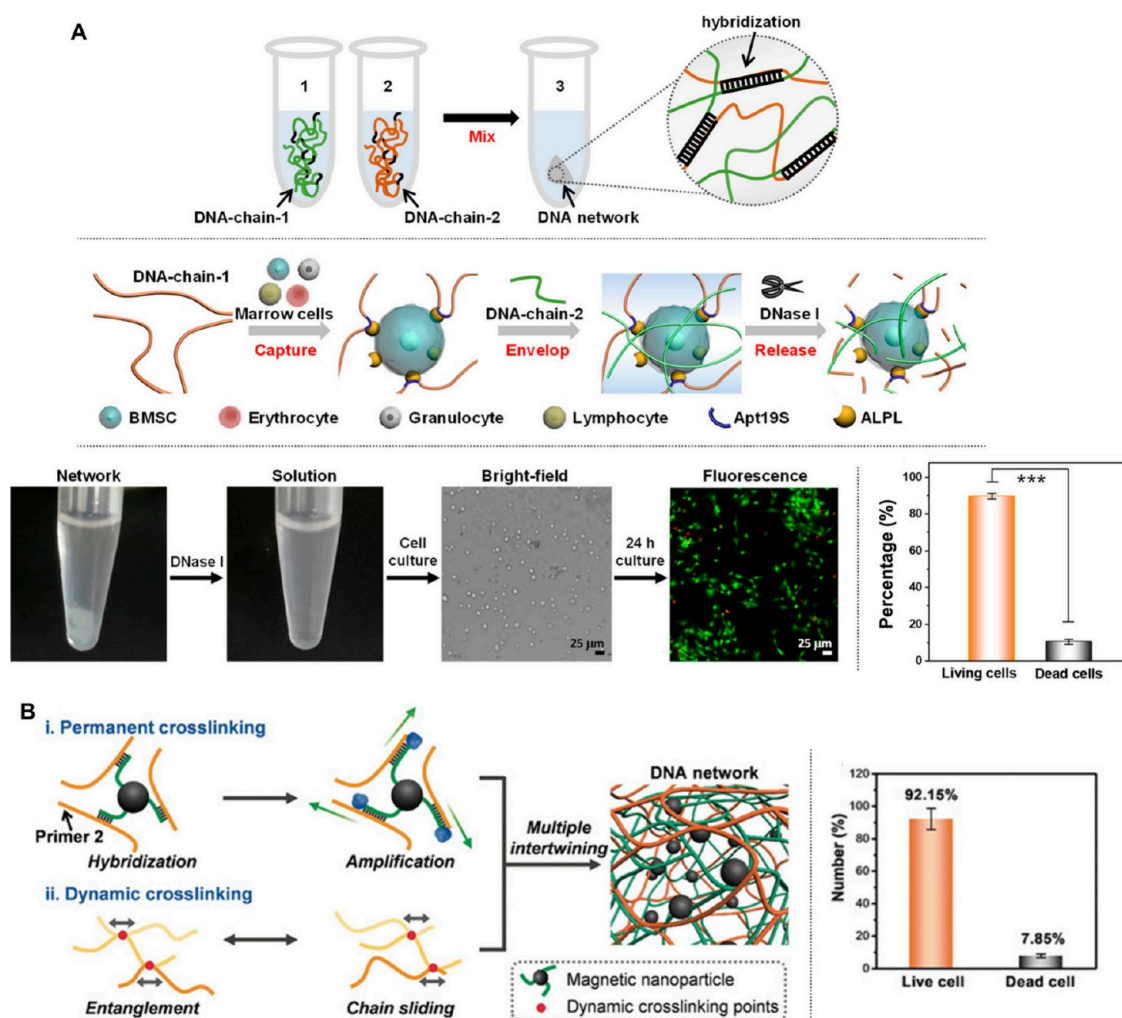 A
hybridization
1
2
3
Mix
DNA-chain-1
DNA-chain-2
DNA network
DNA-chain-1
Marrow cells
Capture
DNA-chain-2
Envelop
DNase I
Release
BMSC
Erythrocyte
Granulocyte
Lymphocyte
Apt19S
ALPL
Network
Solution
Bright-field
Fluorescence
DNase I
Cell
culture
24 h
culture
25 μm
25 μm
Percentage (%)
100
80
60
40
20
0
***
Living cells
Dead cells
B
i. Permanent crosslinking
Primer 2
Hybridization
Amplification
ii. Dynamic crosslinking
Entanglement
Chain sliding
Multiple
intertwining
DNA network
Magnetic nanoparticle
Dynamic crosslinking points
Number (%)
120
100
80
60
40
20
0
92.15%
7.85%
Live cell
Dead cell